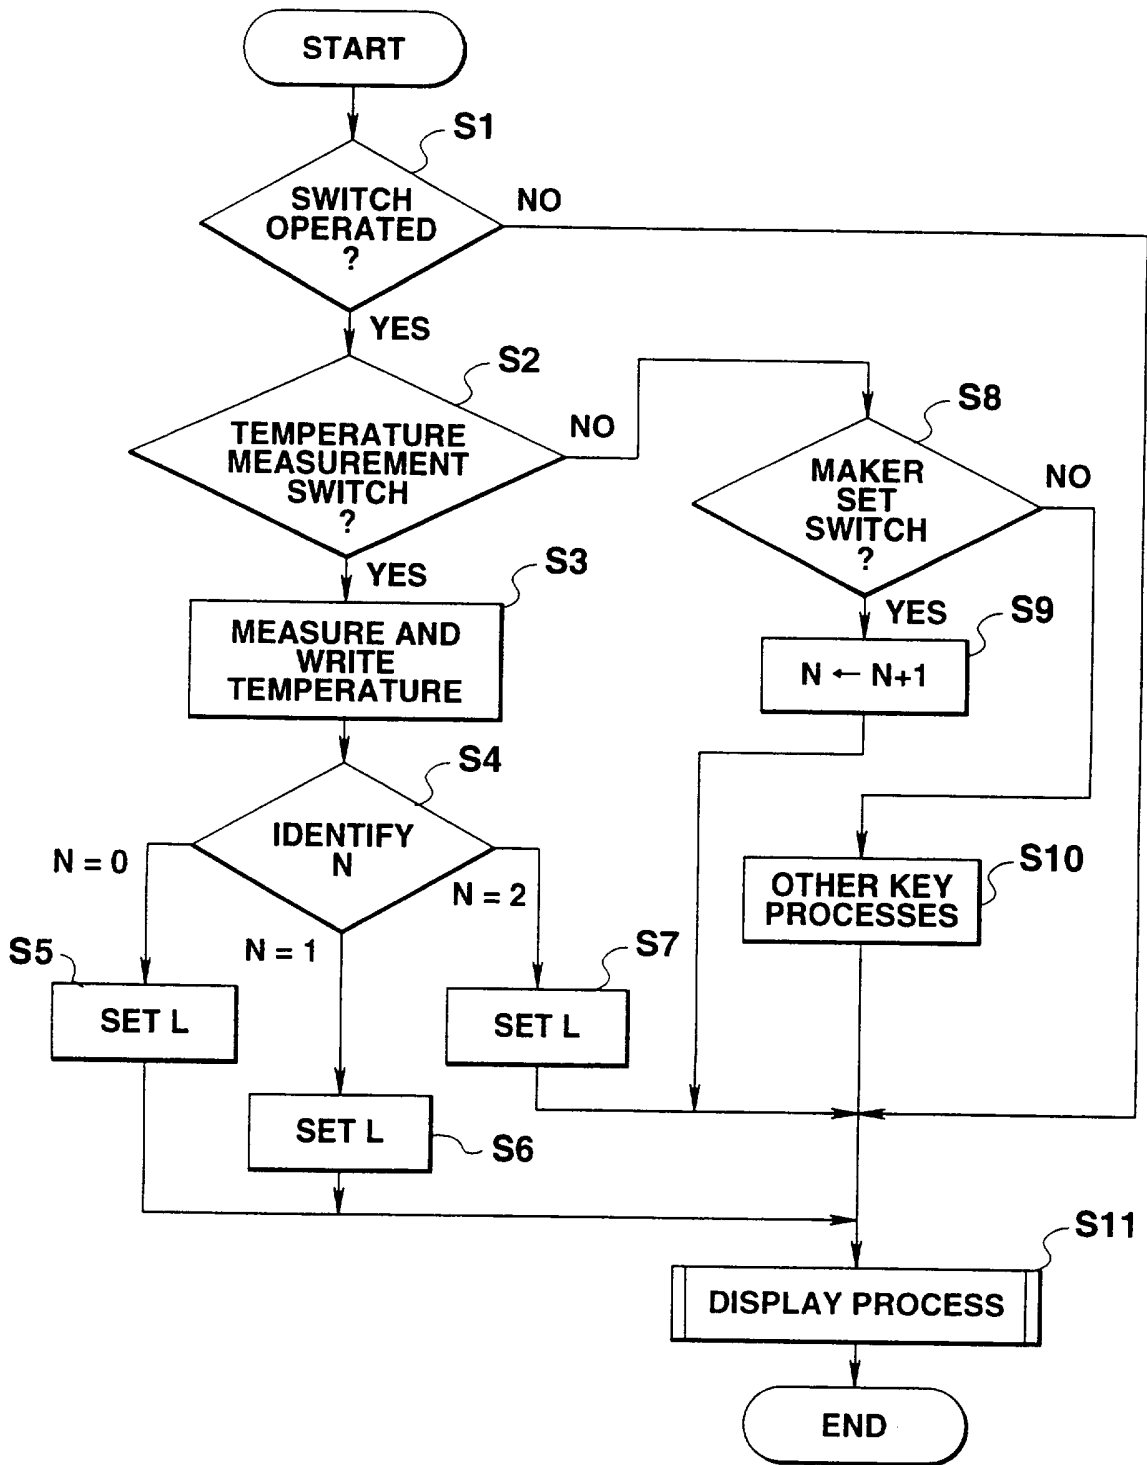 START
S1
SWITCH
OPERATED
?
NO
YES
S2
TEMPERATURE
MEASUREMENT
SWITCH
?
NO
YES
S8
MAKER
SET
SWITCH
?
NO
YES
S3
MEASURE AND
WRITE
TEMPERATURE
S9
N ← N+1
S4
IDENTIFY
N
N = 0
N = 1
N = 2
S10
OTHER KEY
PROCESSES
S5
SET L
S7
SET L
SET L
S6
S11
DISPLAY PROCESS
END